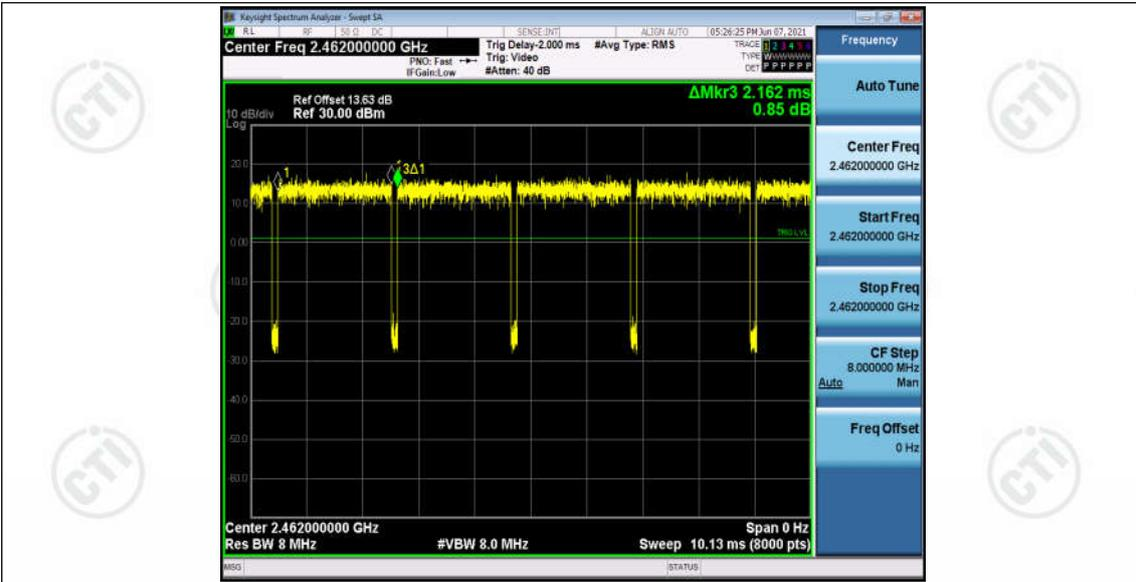 Keysight Spectrum Analyzer - Swept SA
RL RF 50 Ω DC SENSE:INT ALIGN AUTO 05:26:25 PM Jun 07, 2021
Center Freq 2.462000000 GHz
PNO: Fast
IFGain:Low
Trig Delay-2.000 ms
Trig: Video
#Atten: 40 dB
#Avg Type: RMS
TRACE 1 2 3 4 5 6
TYPE WWWWWW
DET P P P P P P
Frequency
Auto Tune
Center Freq
2.462000000 GHz
Start Freq
2.462000000 GHz
Stop Freq
2.462000000 GHz
CF Step
8.000000 MHz
Auto Man
Freq Offset
0 Hz
ΔMkr3 2.162 ms
0.85 dB
Ref Offset 13.63 dB
10 dB/div Ref 30.00 dBm
Log
20.0
1
3Δ1
10.0
TRIG LVL
0.00
-10.0
-20.0
-30.0
-40.0
-50.0
-60.0
Center 2.462000000 GHz Span 0 Hz
Res BW 8 MHz #VBW 8.0 MHz Sweep 10.13 ms (8000 pts)
MSG STATUS
CTI
CTI
CTI
CTI